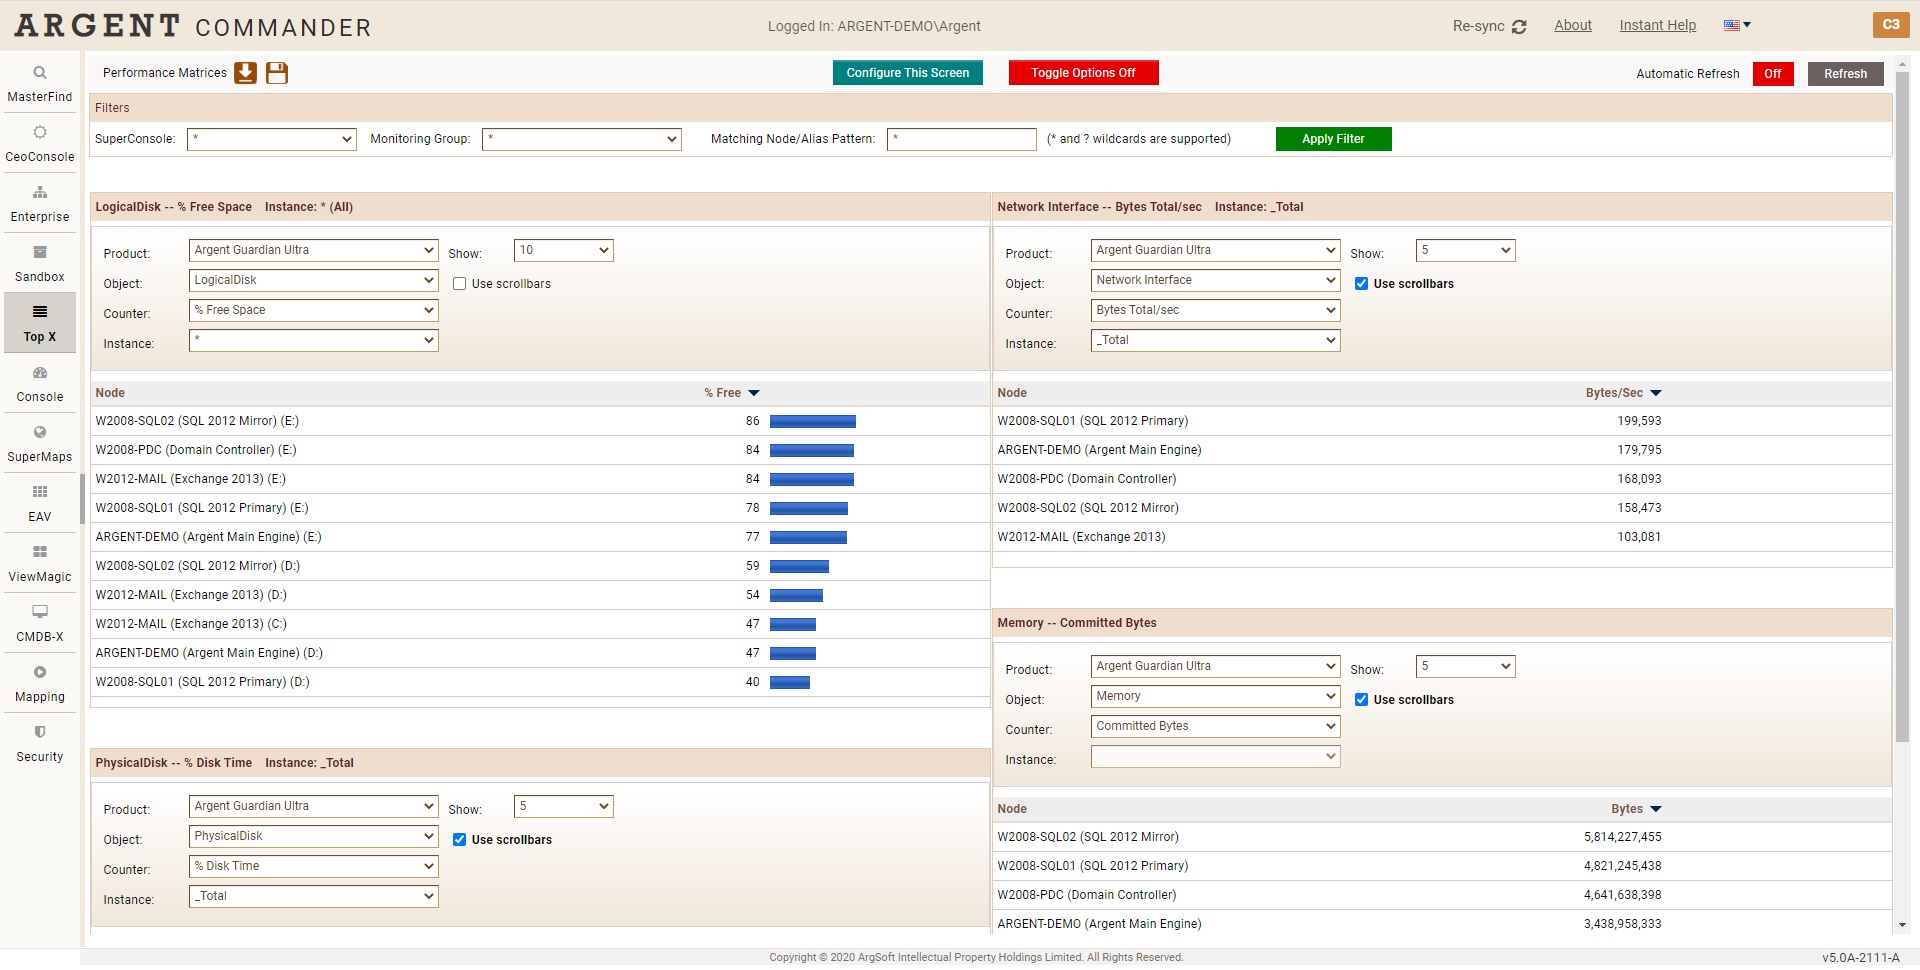 ARGENT COMMANDER
Logged In: ARGENT-DEMO\Argent
Re-sync
About
Instant Help
C3
MasterFind
CeoConsole
Enterprise
Sandbox
Top X
Console
SuperMaps
EAV
ViewMagic
CMDB-X
Mapping
Security
Performance Matrices
Configure This Screen
Toggle Options Off
Automatic Refresh
Off
Refresh
Filters
SuperConsole: *
Monitoring Group: *
Matching Node/Alias Pattern: * (* and ? wildcards are supported)
Apply Filter
LogicalDisk -- % Free Space Instance: * (All)
Product: Argent Guardian Ultra Show: 10
Object: LogicalDisk Use scrollbars
Counter: % Free Space
Instance: *
Node % Free
W2008-SQL02 (SQL 2012 Mirror) (E:) 86
W2008-PDC (Domain Controller) (E:) 84
W2012-MAIL (Exchange 2013) (E:) 84
W2008-SQL01 (SQL 2012 Primary) (E:) 78
ARGENT-DEMO (Argent Main Engine) (E:) 77
W2008-SQL02 (SQL 2012 Mirror) (D:) 59
W2012-MAIL (Exchange 2013) (D:) 54
W2012-MAIL (Exchange 2013) (C:) 47
ARGENT-DEMO (Argent Main Engine) (D:) 47
W2008-SQL01 (SQL 2012 Primary) (D:) 40
PhysicalDisk -- % Disk Time Instance: _Total
Product: Argent Guardian Ultra Show: 5
Object: PhysicalDisk Use scrollbars
Counter: % Disk Time
Instance: _Total
Network Interface -- Bytes Total/sec Instance: _Total
Product: Argent Guardian Ultra Show: 5
Object: Network Interface Use scrollbars
Counter: Bytes Total/sec
Instance: _Total
Node Bytes/Sec
W2008-SQL01 (SQL 2012 Primary) 199,593
ARGENT-DEMO (Argent Main Engine) 179,795
W2008-PDC (Domain Controller) 168,093
W2008-SQL02 (SQL 2012 Mirror) 158,473
W2012-MAIL (Exchange 2013) 103,081
Memory -- Committed Bytes
Product: Argent Guardian Ultra Show: 5
Object: Memory Use scrollbars
Counter: Committed Bytes
Instance:
Node Bytes
W2008-SQL02 (SQL 2012 Mirror) 5,814,227,455
W2008-SQL01 (SQL 2012 Primary) 4,821,245,438
W2008-PDC (Domain Controller) 4,641,638,398
ARGENT-DEMO (Argent Main Engine) 3,438,958,333
Copyright © 2020 ArgSoft Intellectual Property Holdings Limited. All Rights Reserved.
v5.0A-2111-A